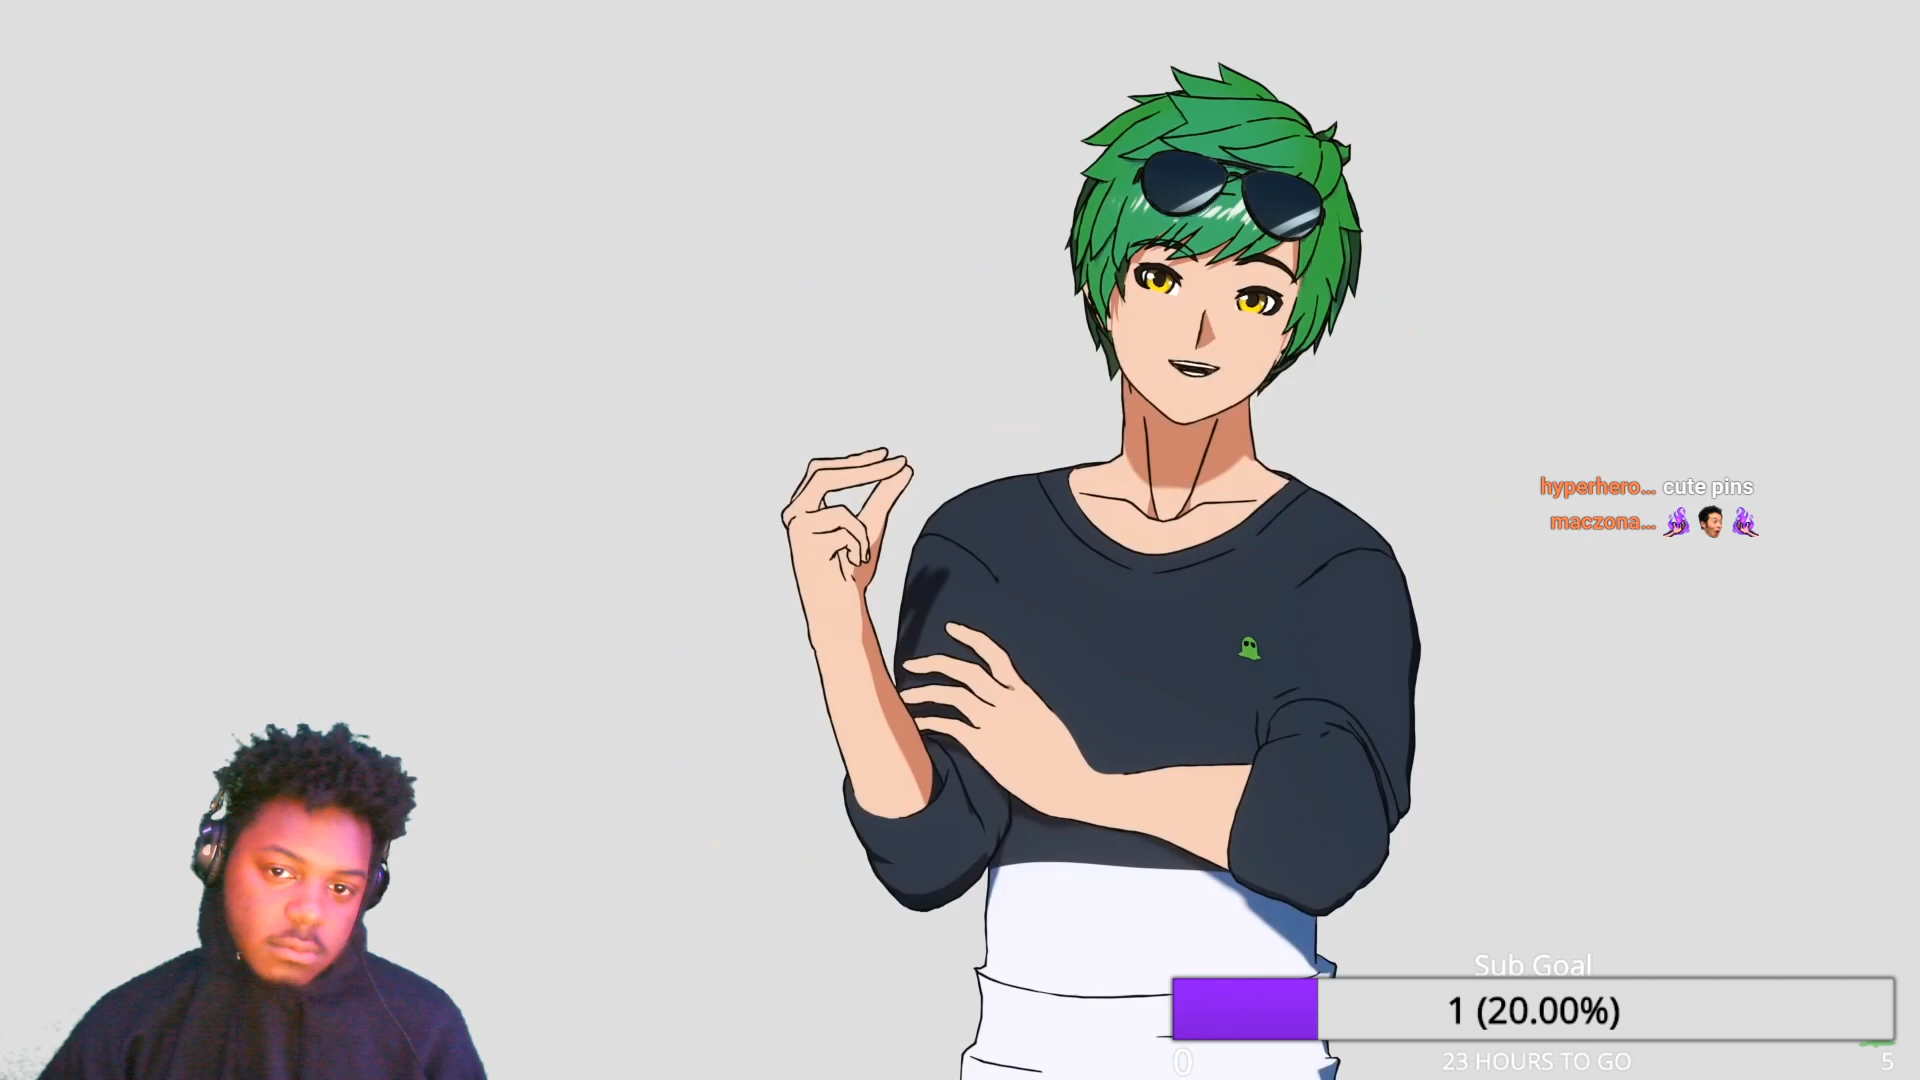 hyperhero... cute pins
maczona...
Sub Goal
1 (20.00%)
0
23 HOURS TO GO
5